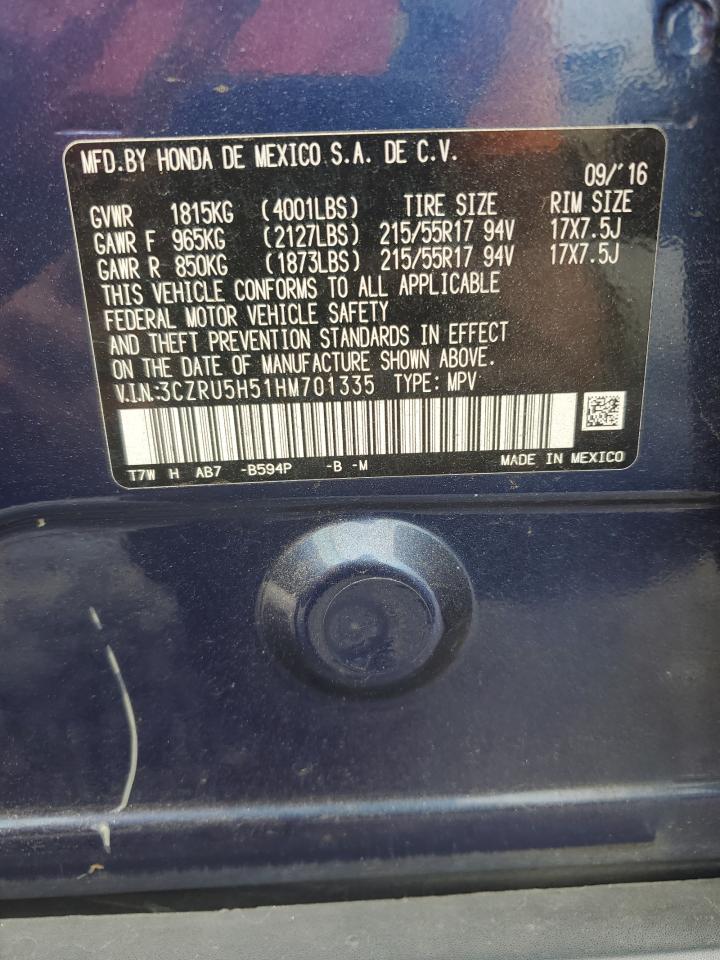 MFD.BY HONDA DE MEXICO S.A. DE C.V.
09/'16
GVWR 1815KG (4001LBS) TIRE SIZE RIM SIZE
GAWR F 965KG (2127LBS) 215/55R17 94V 17X7.5J
GAWR R 850KG (1873LBS) 215/55R17 94V 17X7.5J
THIS VEHICLE CONFORMS TO ALL APPLICABLE
FEDERAL MOTOR VEHICLE SAFETY
AND THEFT PREVENTION STANDARDS IN EFFECT
ON THE DATE OF MANUFACTURE SHOWN ABOVE.
V.I.N.:3CZRU5H51HM701335 TYPE: MPV
T7W H AB7 -B594P -B -M MADE IN MEXICO